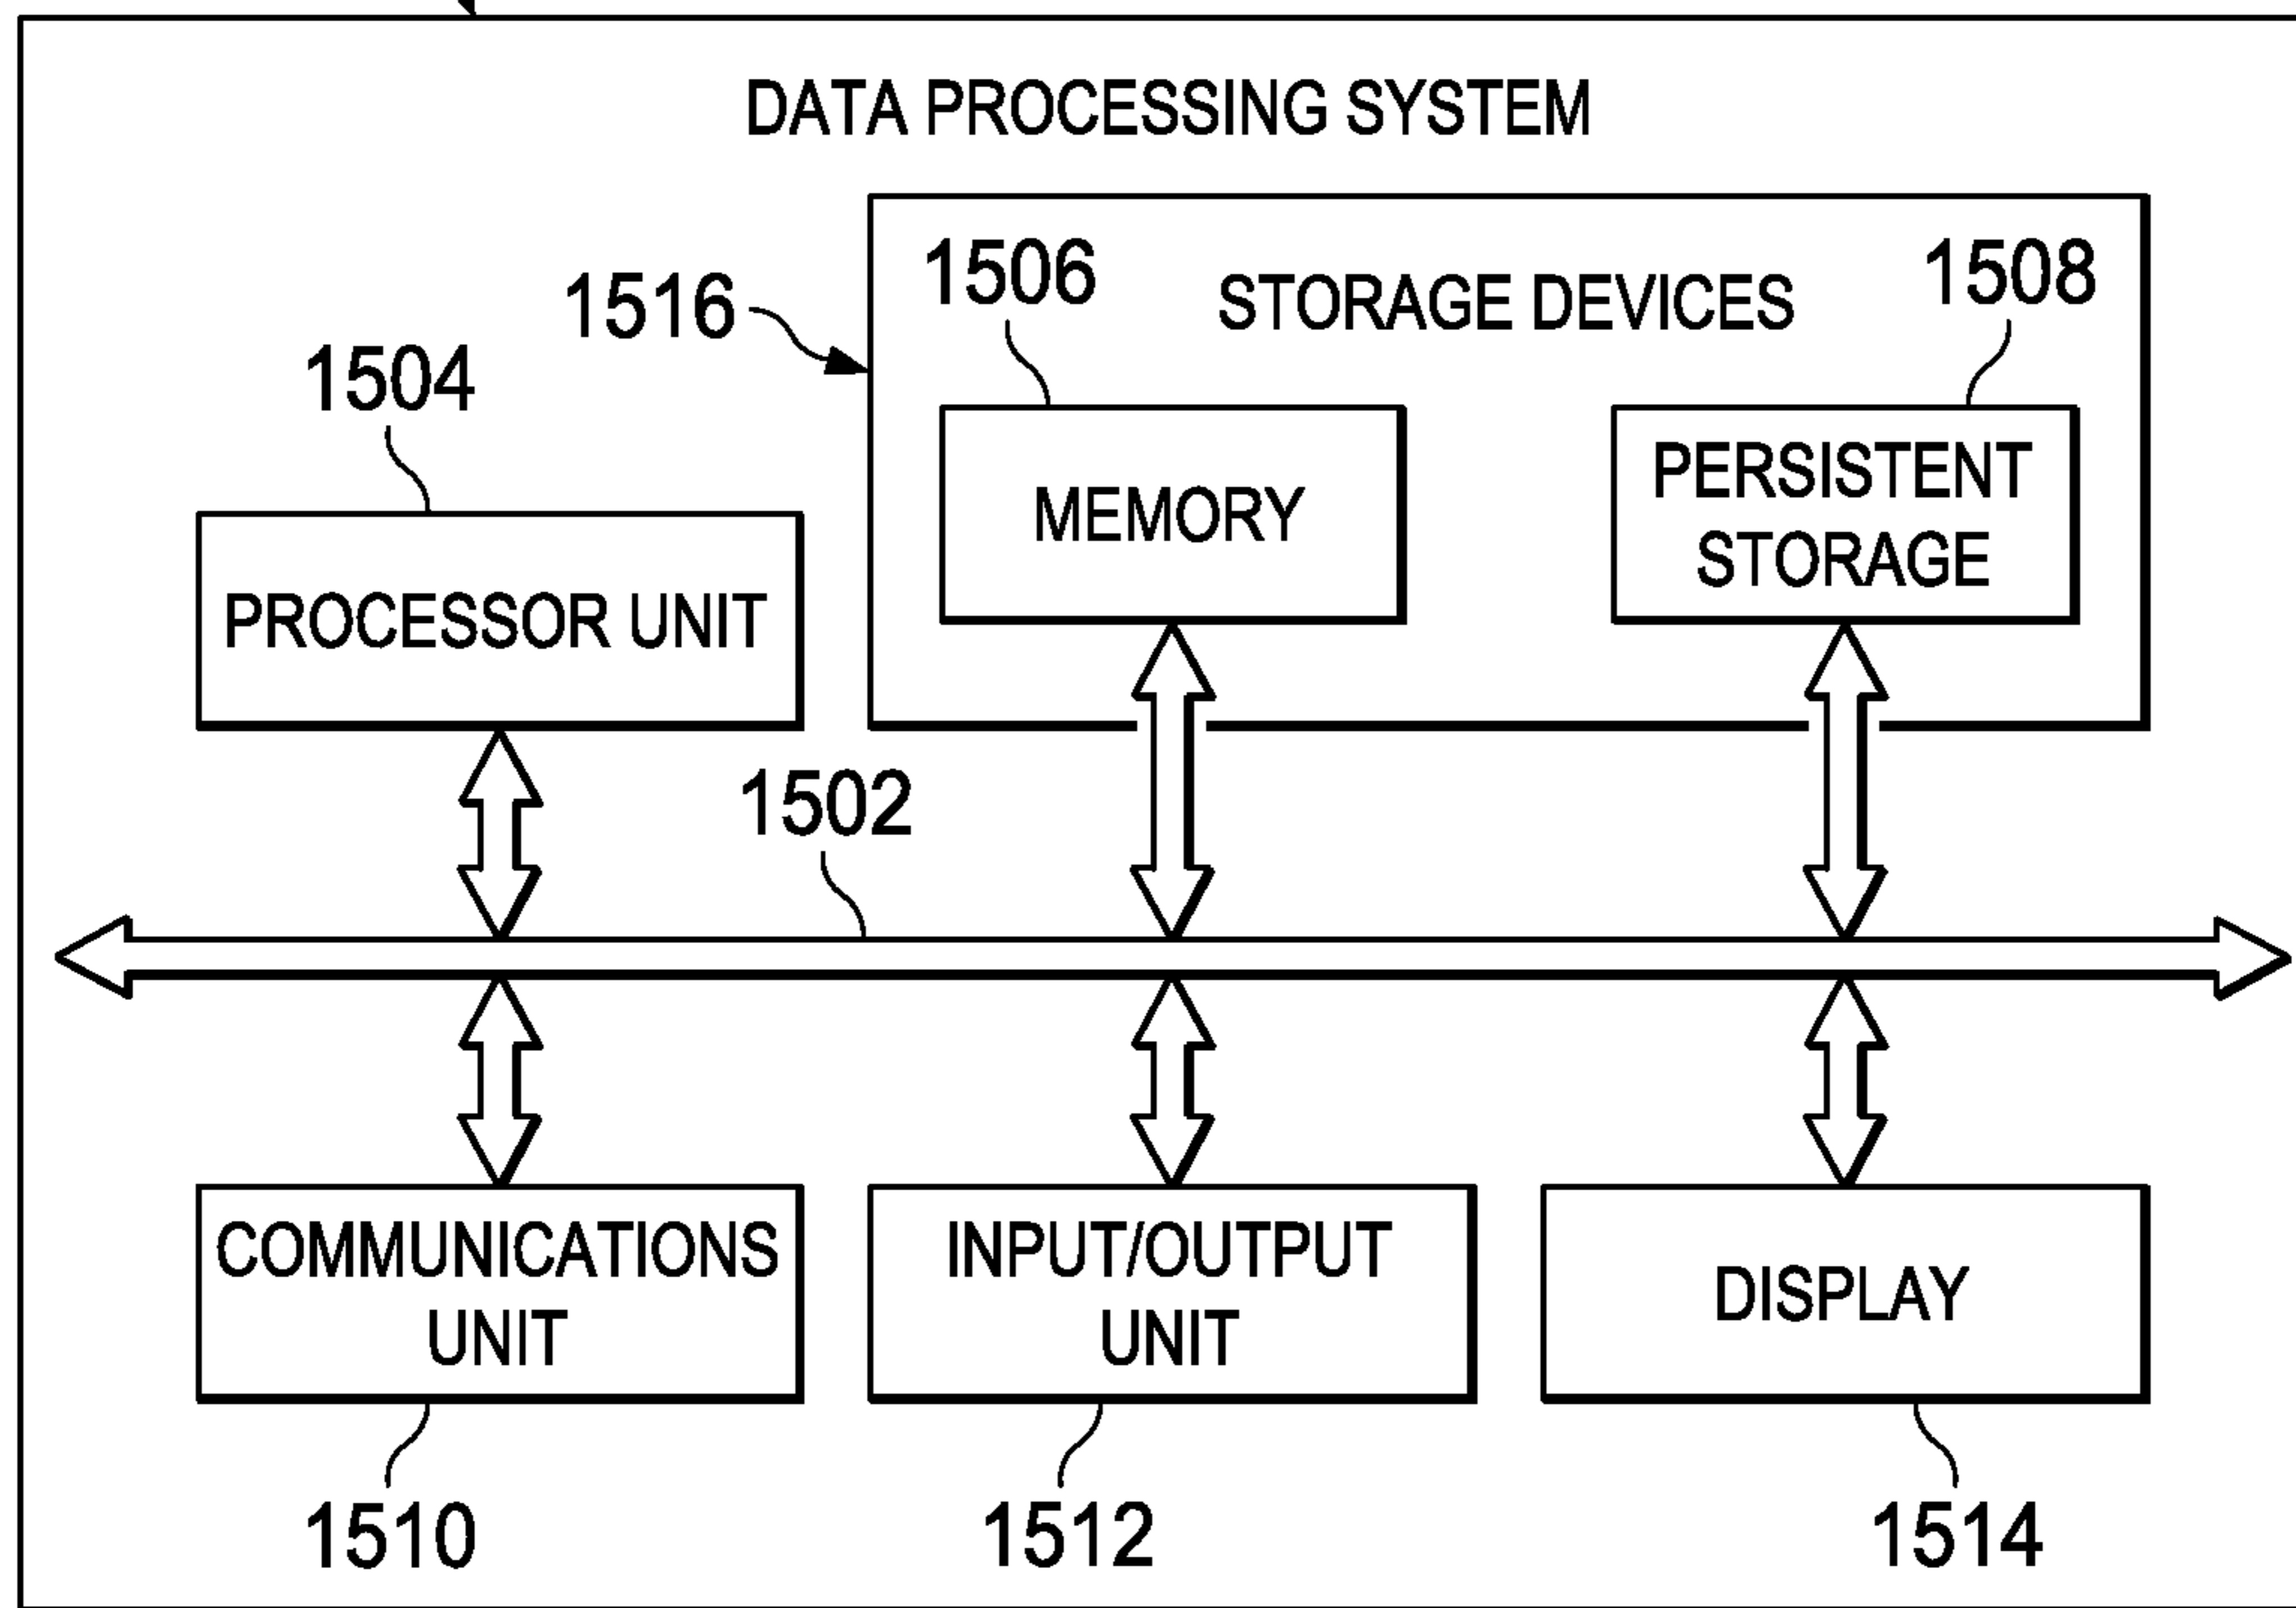 DATA PROCESSING SYSTEM
1516
1506
STORAGE DEVICES
1508
1504
MEMORY
PERSISTENT
STORAGE
PROCESSOR UNIT
1502
COMMUNICATIONS
UNIT
INPUT/OUTPUT
UNIT
DISPLAY
1510
1512
1514